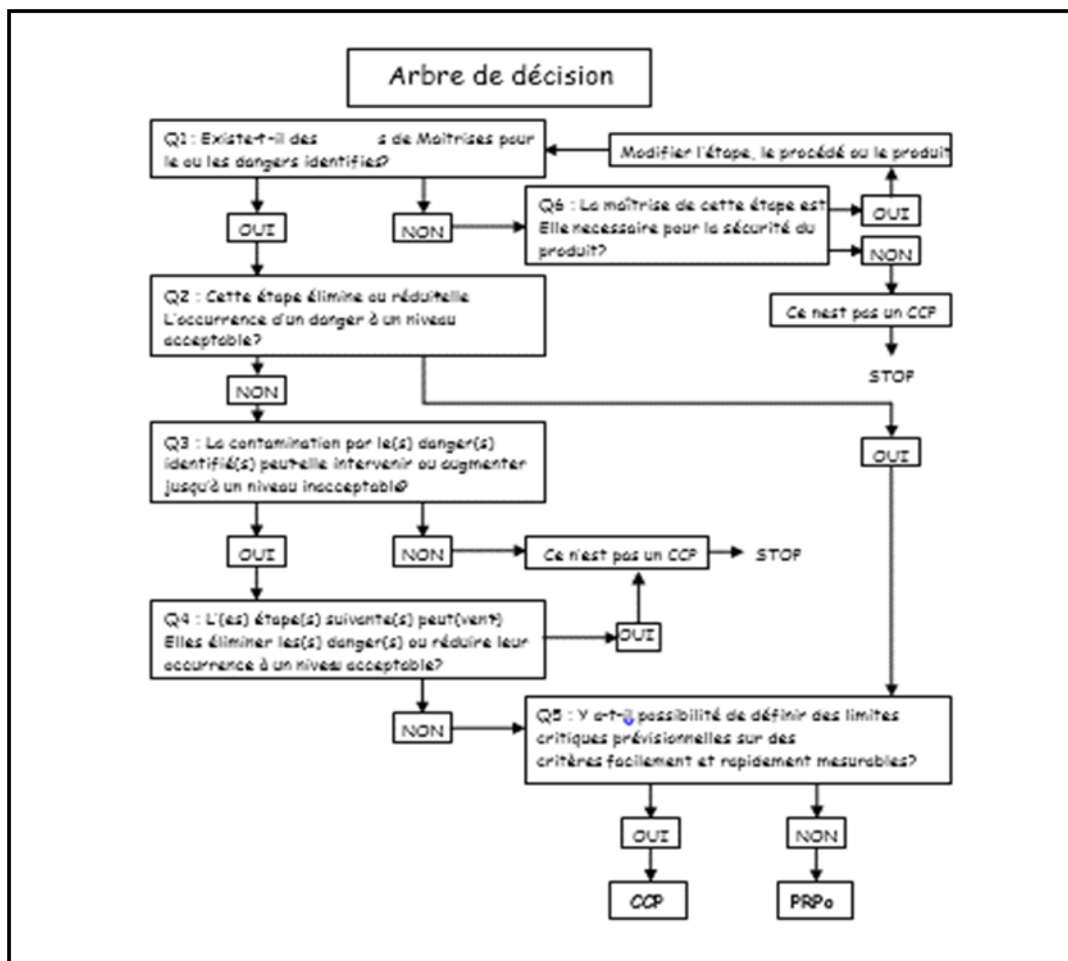 Arbre de décision
Q1 : Existe-t-il des s de Maîtrises pour
le ou les dangers identifies?
Modifier l'étape, le procédé ou le produit
OUI
NON
Q6 : La maîtrise de cette étape est
Elle necessaire pour la sécurité du
produit?
OUI
NON
Ce nest pas un CCP
STOP
Q2 : Cette étape élimine ou réduitelle
L'occurrence d'un danger à un niveau
acceptable?
NON
OUI
Q3 : La contamination par le(s) danger(s)
identifié(s) peut-elle intervenir ou augmenter
jusqu'à un niveau inacceptable?
OUI
NON
Ce n'est pas un CCP
STOP
Q4 : L'(es) étape(s) suivante(s) peut(vent)
Elles éliminer les(s) danger(s) ou réduire leur
occurrence à un niveau acceptable?
OUI
NON
Q5 : Y a-t-il possibilité de définir des limites
critiques prévisionnelles sur des
critères facilement et rapidement mesurables?
OUI
NON
CCP
PRPo